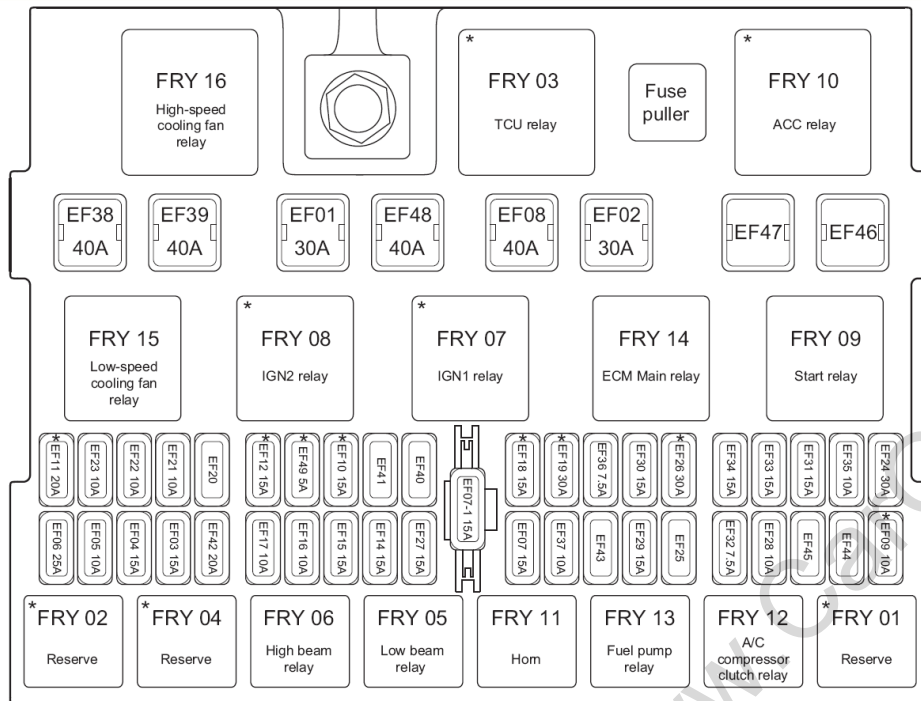 *
FRY 16
High-speed
cooling fan
relay
FRY 03
TCU relay
Fuse
puller
*
FRY 10
ACC relay
EF38
40A
EF39
40A
EF01
30A
EF48
40A
EF08
40A
EF02
30A
EF47
EF46
FRY 15
Low-speed
cooling fan
relay
*
FRY 08
IGN2 relay
*
FRY 07
IGN1 relay
FRY 14
ECM Main relay
FRY 09
Start relay
*EF11 20A
EF23 10A
EF22 10A
EF21 10A
EF20
*EF12 15A
*EF49 5A
*EF10 15A
EF41
EF40
EF07-1 15A
*EF18 15A
*EF19 30A
EF36 7.5A
EF30 15A
*EF26 30A
EF34 15A
EF33 15A
EF31 15A
EF35 10A
EF24 30A
EF06 25A
EF05 10A
EF04 15A
EF03 15A
EF42 20A
EF17 10A
EF16 10A
EF15 15A
EF14 15A
EF27 15A
EF07 15A
EF37 10A
EF43
EF29 15A
EF25
EF32 7.5A
EF28 10A
EF45
EF44
*EF09 10A
*
FRY 02
Reserve
*
FRY 04
Reserve
FRY 06
High beam
relay
FRY 05
Low beam
relay
FRY 11
Horn
FRY 13
Fuel pump
relay
FRY 12
A/C
compressor
clutch relay
*
FRY 01
Reserve